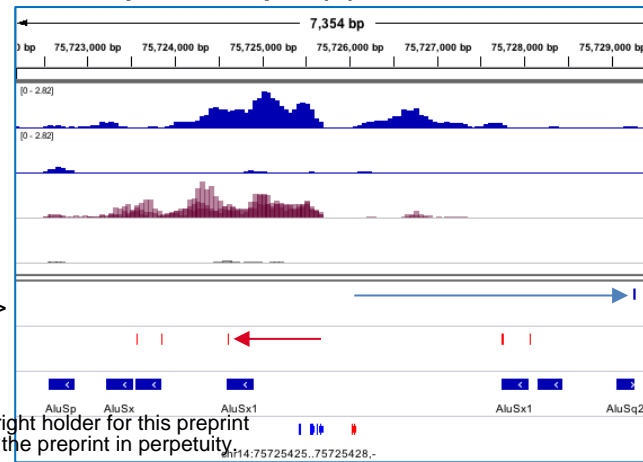 7,354 bp
0 bp 75,723,000 bp 75,724,000 bp 75,725,000 bp 75,726,000 bp 75,727,000 bp 75,728,000 bp 75,729,000 bp
[0 - 2.82]
[0 - 2.82]
>
AluSp AluSx AluSx1 AluSx1 AluSq2
right holder for this preprint
the preprint in perpetuity.
chr14:75725425..75725428,-